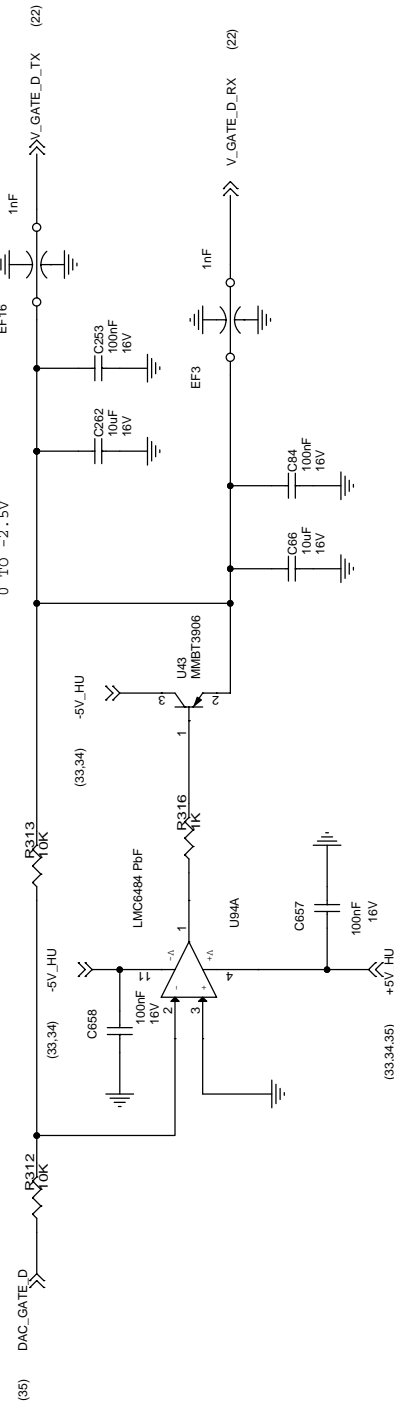 (35)
DAC_GATE_D
R312
10K
(33,34)
-5V_HU
C658
100nF
16V
11
-V
2
-
3
+
1
+V
4
LMC6484 PbF
U94A
C657
100nF
16V
+5V_HU
(33,34,35)
R313
10K
R316
1K
(33,34)
-5V_HU
3
1
2
U43
MMBT3906
0 TO -2.5V
C262
10uF
16V
C253
100nF
16V
EF16
1nF
V_GATE_D_TX
(22)
C66
10uF
16V
C84
100nF
16V
EF3
1nF
V_GATE_D_RX
(22)